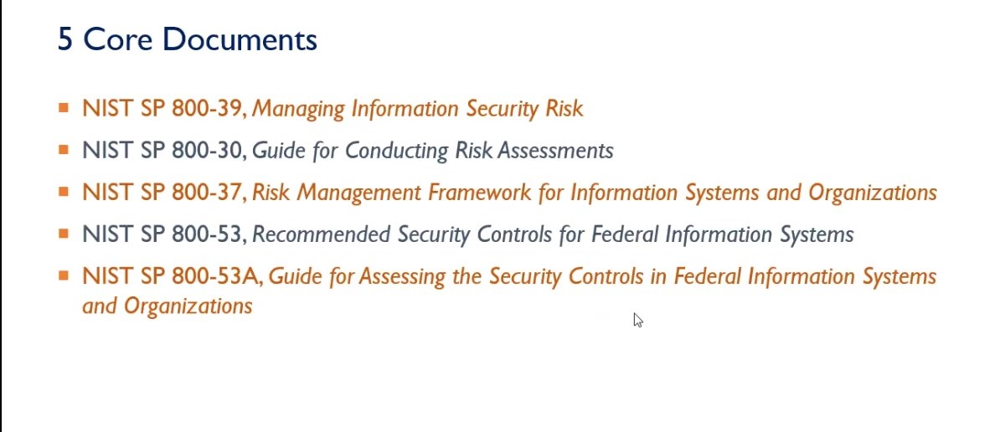 5 Core Documents
NIST SP 800-39, Managing Information Security Risk
NIST SP 800-30, Guide for Conducting Risk Assessments
NIST SP 800-37, Risk Management Framework for Information Systems and Organizations
NIST SP 800-53, Recommended Security Controls for Federal Information Systems
NIST SP 800-53A, Guide for Assessing the Security Controls in Federal Information Systems
and Organizations